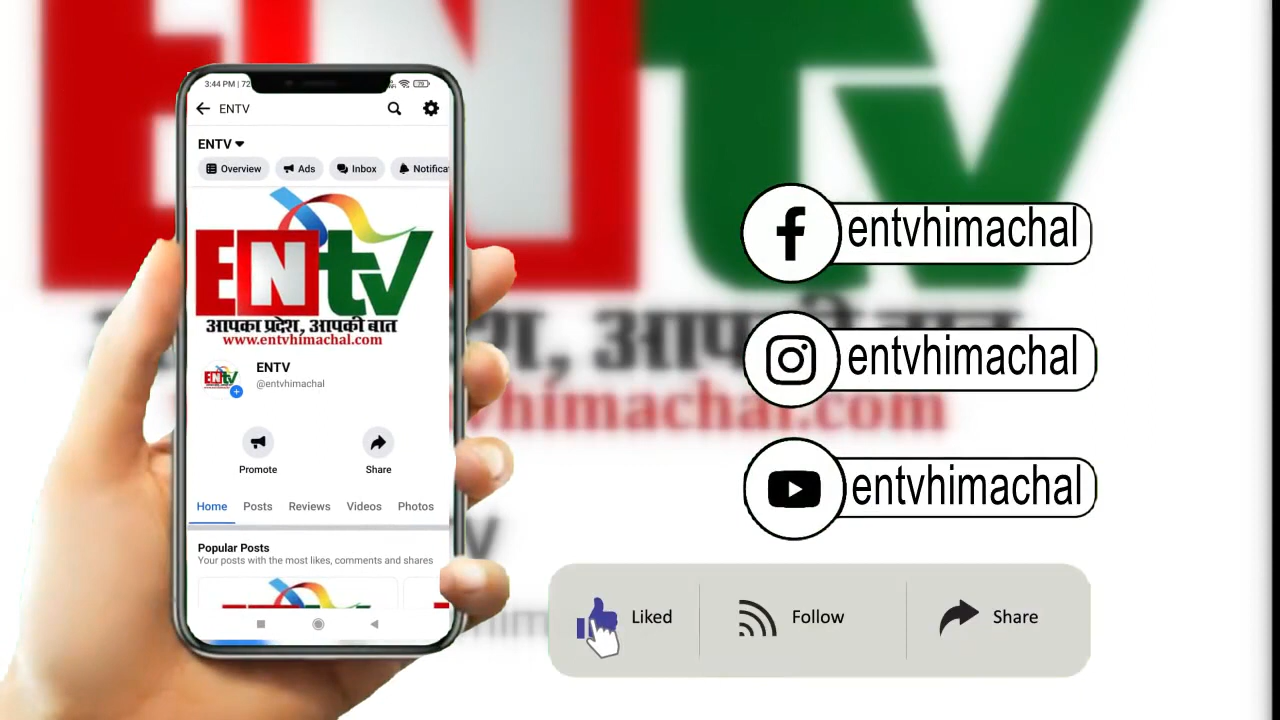 3:44 PM | 72
ENTV
ENTV
Overview
Ads
Inbox
Notifica
ENTV
आपका प्रदेश, आपकी बात
www.entvhimachal.com
ENTV
@entvhimachal
Promote
Share
Home
Posts
Reviews
Videos
Photos
Popular Posts
Your posts with the most likes, comments and shares
entvhimachal
entvhimachal
entvhimachal
Liked
Follow
Share